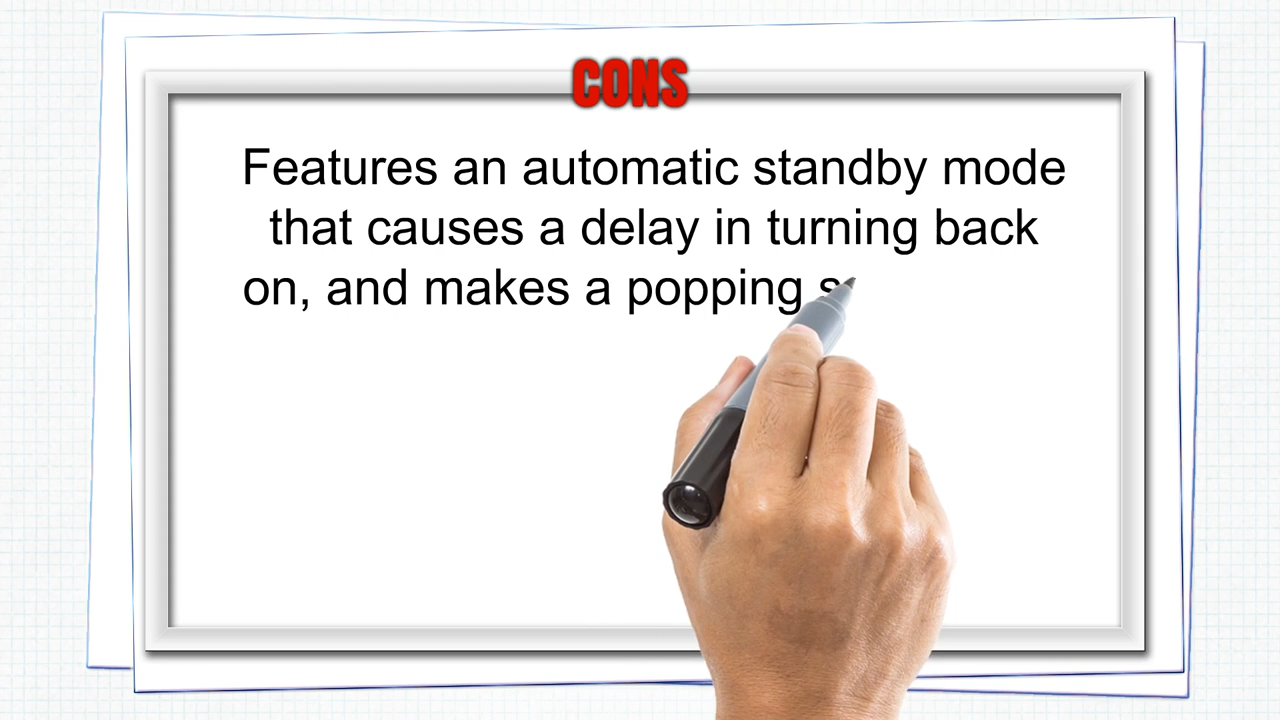 CONS
Features an automatic standby mode
that causes a delay in turning back
on, and makes a popping